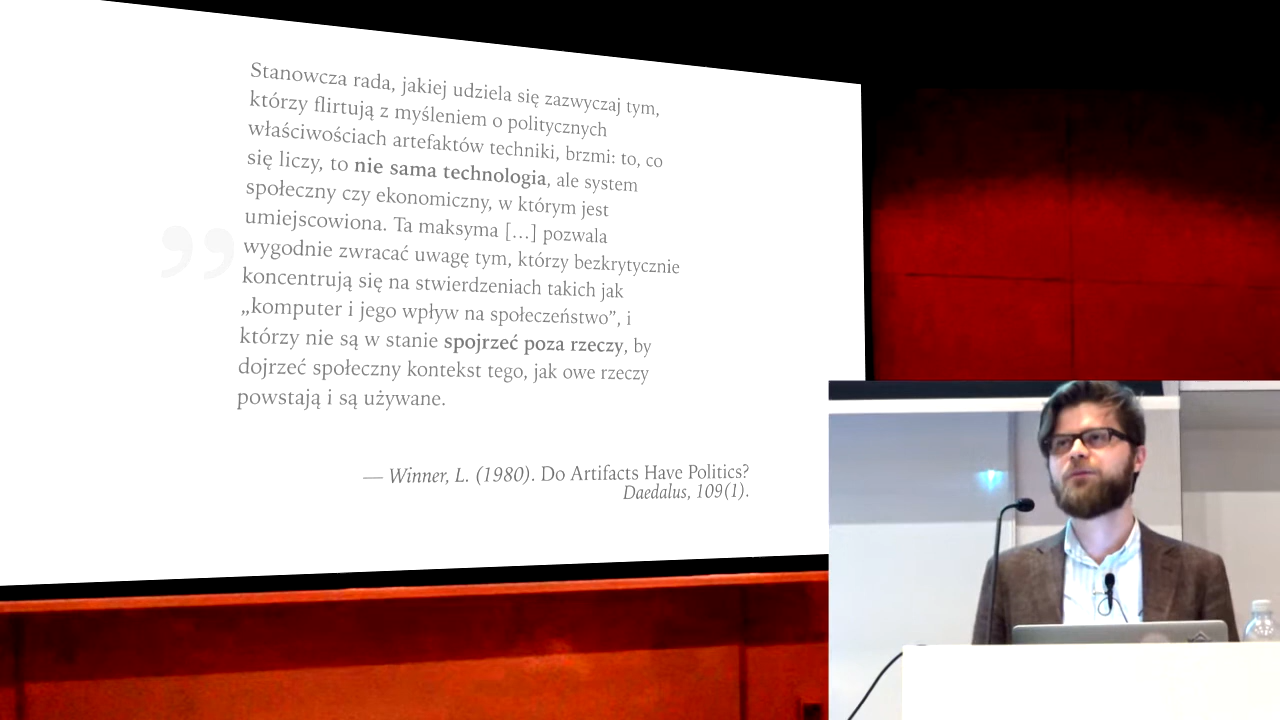 Stanowcza rada, jakiej udziela się zazwyczaj tym,
którzy flirtują z myśleniem o politycznych
właściwościach artefaktów techniki, brzmi: to, co
się liczy, to nie sama technologia, ale system
społeczny czy ekonomiczny, w którym jest
umiejscowiona. Ta maksyma […] pozwala
wygodnie zwracać uwagę tym, którzy bezkrytycznie
koncentrują się na stwierdzeniach takich jak
„komputer i jego wpływ na społeczeństwo”, i
którzy nie są w stanie spojrzeć poza rzeczy, by
dojrzeć społeczny kontekst tego, jak owe rzeczy
powstają i są używane.
— Winner, L. (1980). Do Artifacts Have Politics?
Daedalus, 109(1).